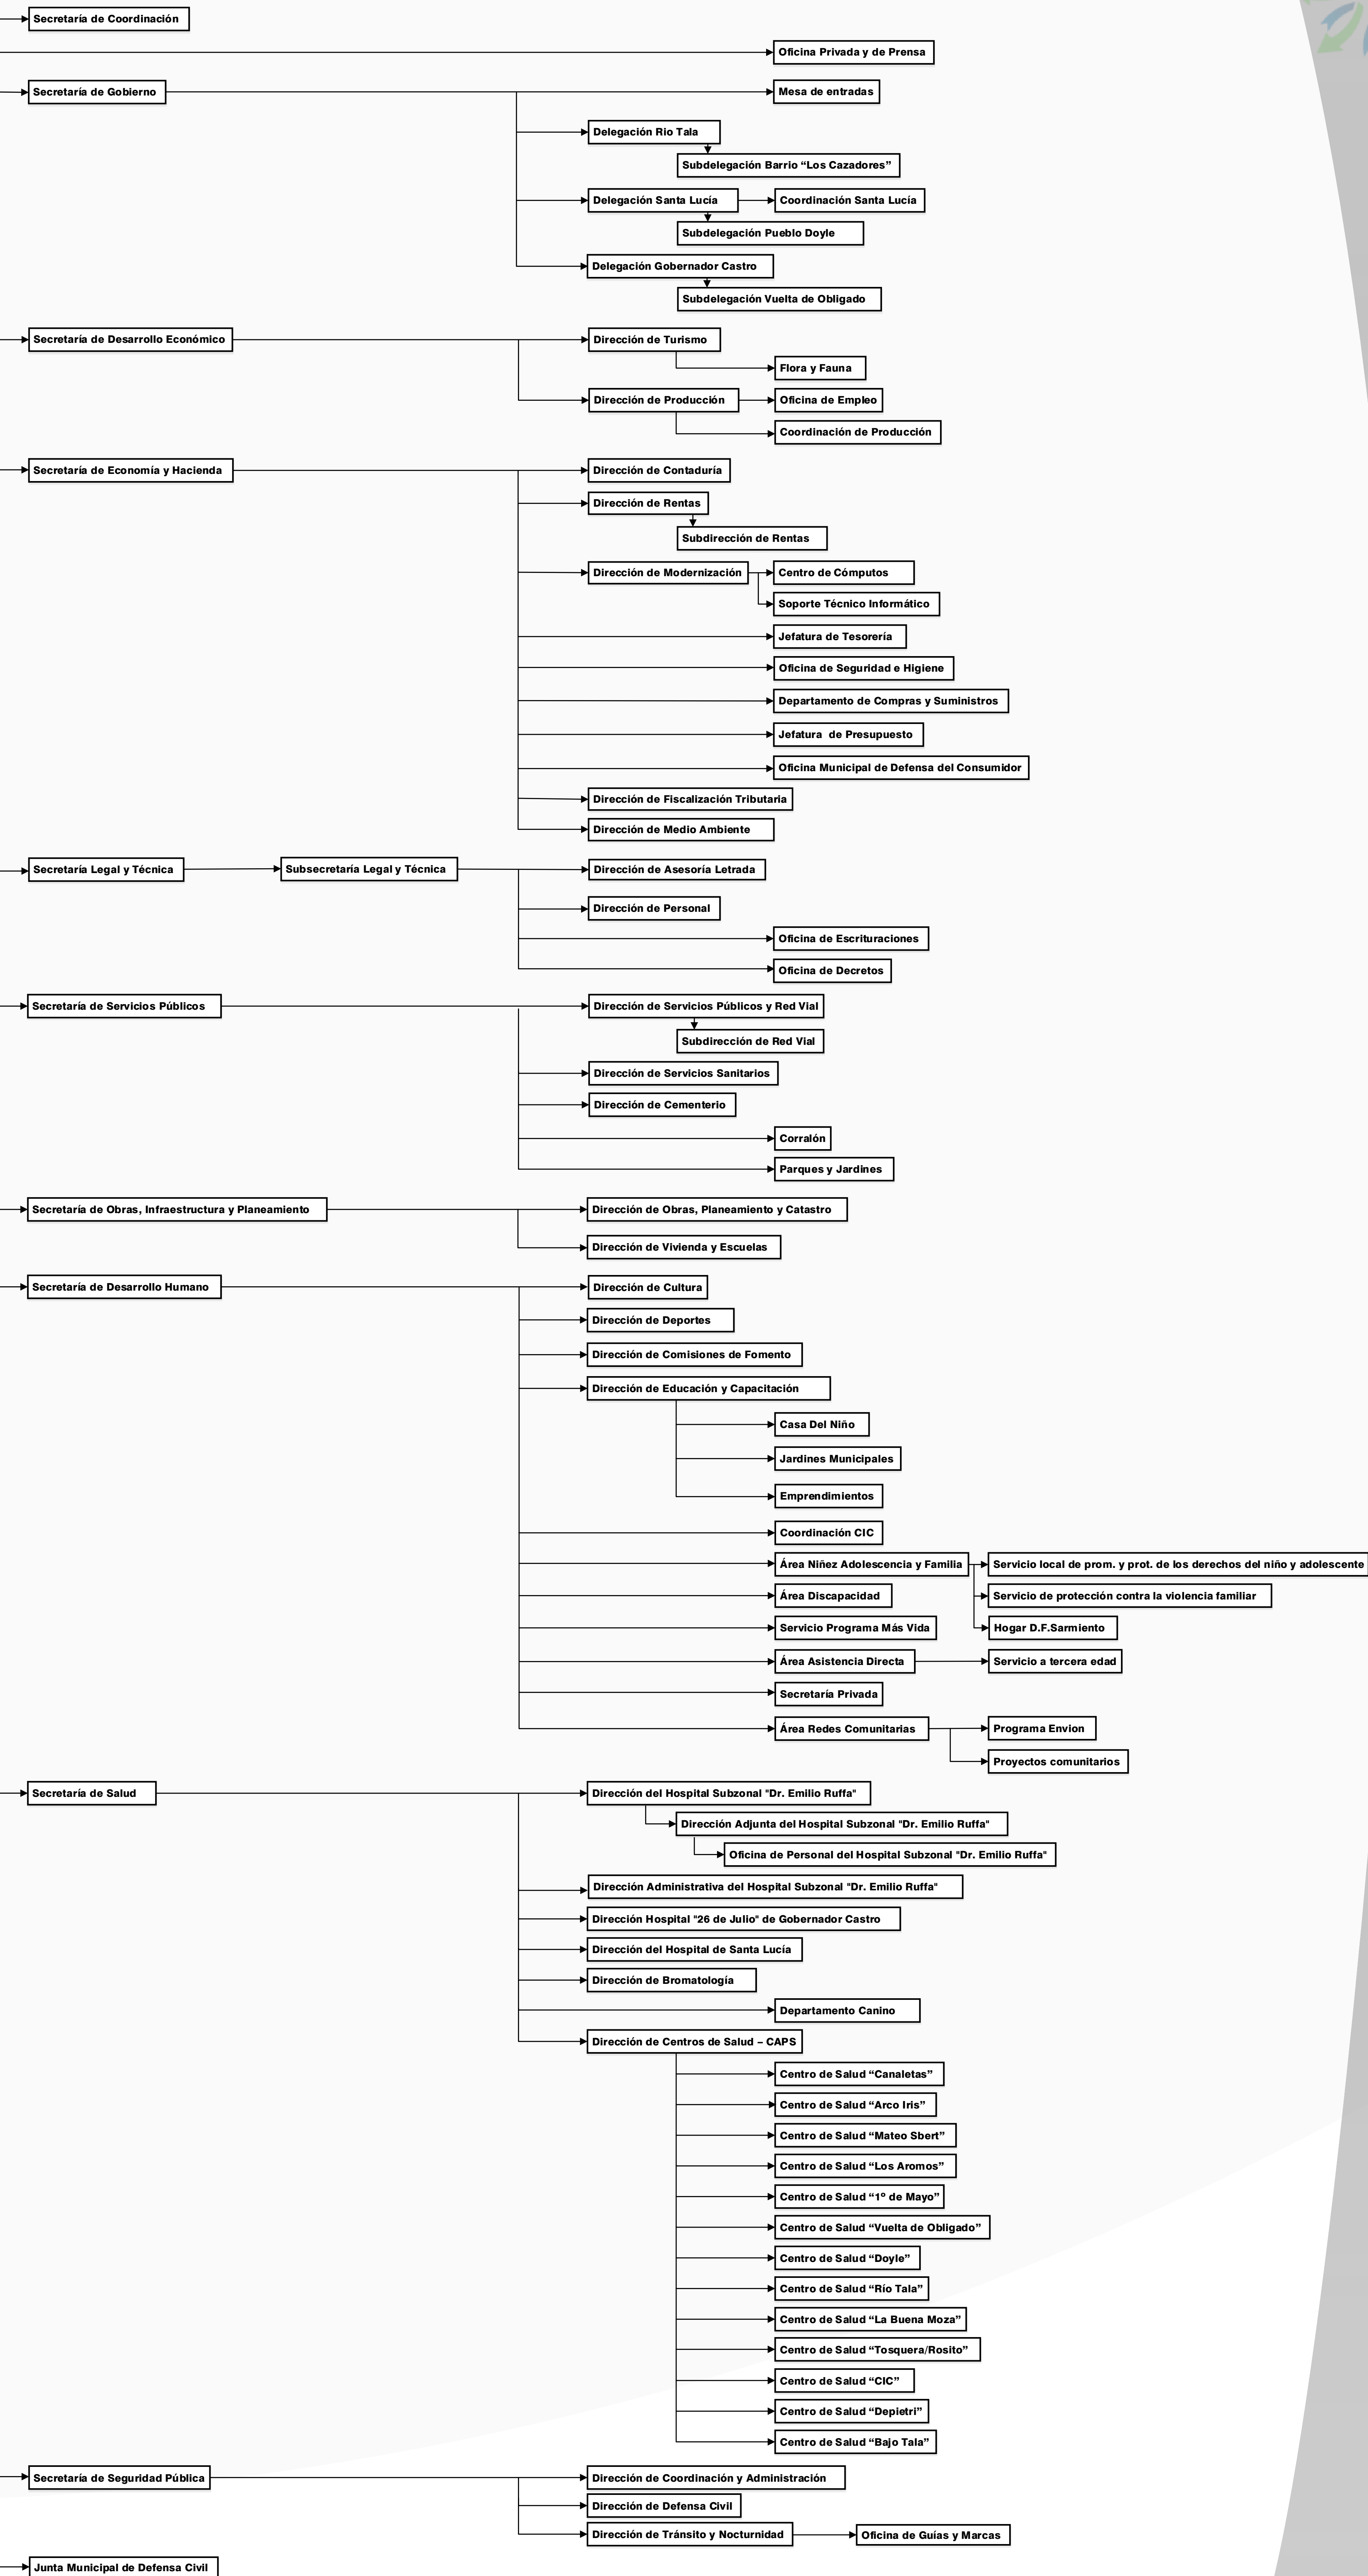 Secretaría de Coordinación
Oficina Privada y de Prensa
Secretaría de Gobierno
Mesa de entradas
Delegación Rio Tala
Subdelegación Barrio “Los Cazadores”
Delegación Santa Lucía
Coordinación Santa Lucía
Subdelegación Pueblo Doyle
Delegación Gobernador Castro
Subdelegación Vuelta de Obligado
Secretaría de Desarrollo Económico
Dirección de Turismo
Flora y Fauna
Dirección de Producción
Oficina de Empleo
Coordinación de Producción
Secretaría de Economía y Hacienda
Dirección de Contaduría
Dirección de Rentas
Subdirección de Rentas
Dirección de Modernización
Centro de Cómputos
Soporte Técnico Informático
Jefatura de Tesorería
Oficina de Seguridad e Higiene
Departamento de Compras y Suministros
Jefatura  de Presupuesto
Oficina Municipal de Defensa del Consumidor
Dirección de Fiscalización Tributaria
Dirección de Medio Ambiente
Secretaría Legal y Técnica
Subsecretaría Legal y Técnica
Dirección de Asesoría Letrada
Dirección de Personal
Oficina de Escrituraciones
Oficina de Decretos
Secretaría de Servicios Públicos
Dirección de Servicios Públicos y Red Vial
Subdirección de Red Vial
Dirección de Servicios Sanitarios
Dirección de Cementerio
Corralón
Parques y Jardines
Secretaría de Obras, Infraestructura y Planeamiento
Dirección de Obras, Planeamiento y Catastro
Dirección de Vivienda y Escuelas
Secretaría de Desarrollo Humano
Dirección de Cultura
Dirección de Deportes
Dirección de Comisiones de Fomento
Dirección de Educación y Capacitación
Casa Del Niño
Jardines Municipales
Emprendimientos
Coordinación CIC
Área Niñez Adolescencia y Familia
Servicio local de prom. y prot. de los derechos del niño y adolescente
Área Discapacidad
Servicio de protección contra la violencia familiar
Servicio Programa Más Vida
Hogar D.F.Sarmiento
Área Asistencia Directa
Servicio a tercera edad
Secretaría Privada
Área Redes Comunitarias
Programa Envion
Proyectos comunitarios
Secretaría de Salud
Dirección del Hospital Subzonal "Dr. Emilio Ruffa"
Dirección Adjunta del Hospital Subzonal "Dr. Emilio Ruffa"
Oficina de Personal del Hospital Subzonal "Dr. Emilio Ruffa"
Dirección Administrativa del Hospital Subzonal "Dr. Emilio Ruffa"
Dirección Hospital "26 de Julio" de Gobernador Castro
Dirección del Hospital de Santa Lucía
Dirección de Bromatología
Departamento Canino
Dirección de Centros de Salud – CAPS
Centro de Salud “Canaletas”
Centro de Salud “Arco Iris”
Centro de Salud “Mateo Sbert”
Centro de Salud “Los Aromos”
Centro de Salud “1º de Mayo”
Centro de Salud “Vuelta de Obligado”
Centro de Salud “Doyle”
Centro de Salud “Río Tala”
Centro de Salud “La Buena Moza”
Centro de Salud “Tosquera/Rosito”
Centro de Salud “CIC”
Centro de Salud “Depietri”
Centro de Salud “Bajo Tala”
Secretaría de Seguridad Pública
Dirección de Coordinación y Administración
Dirección de Defensa Civil
Dirección de Tránsito y Nocturnidad
Oficina de Guías y Marcas
Junta Municipal de Defensa Civil